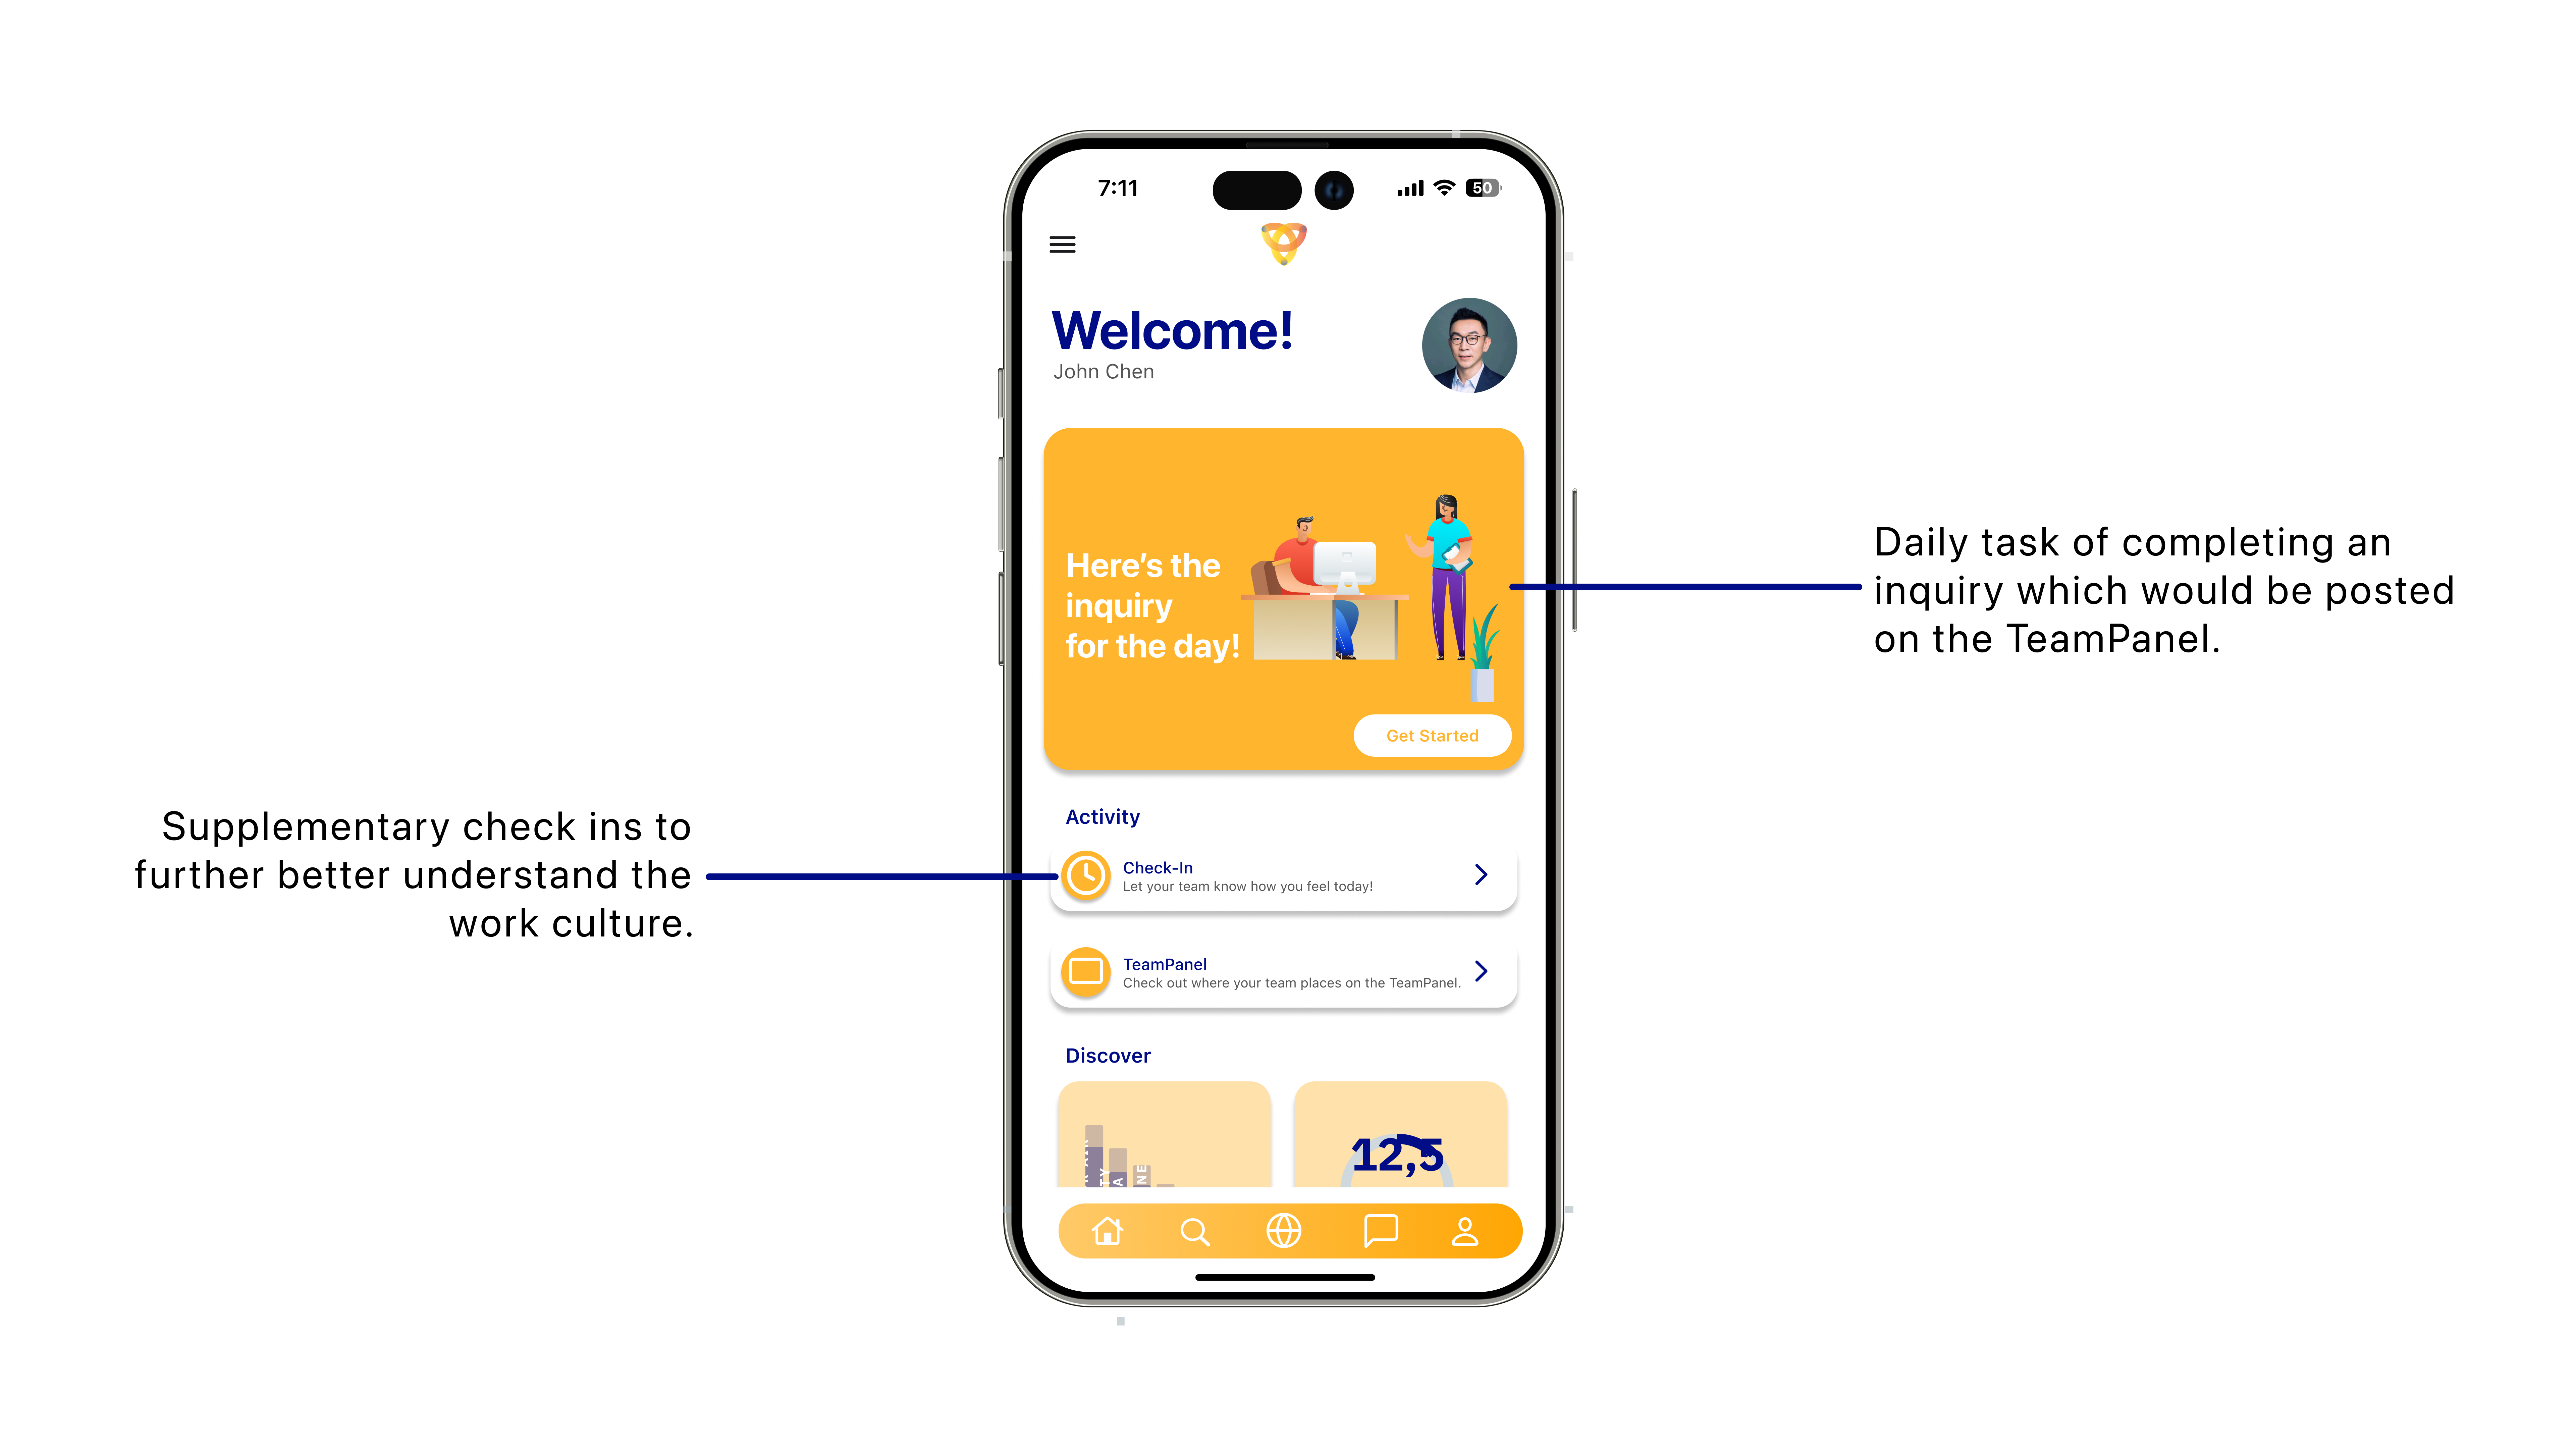 7:11
50
Welcome!
John Chen
Here's the
inquiry
for the day!
Get Started
Daily task of completing an
inquiry which would be posted
on the TeamPanel.
Activity
Supplementary check ins to
further better understand the
work culture.
Check-In
Let your team know how you feel today!
TeamPanel
Check out where your team places on the TeamPanel.
Discover
12,5